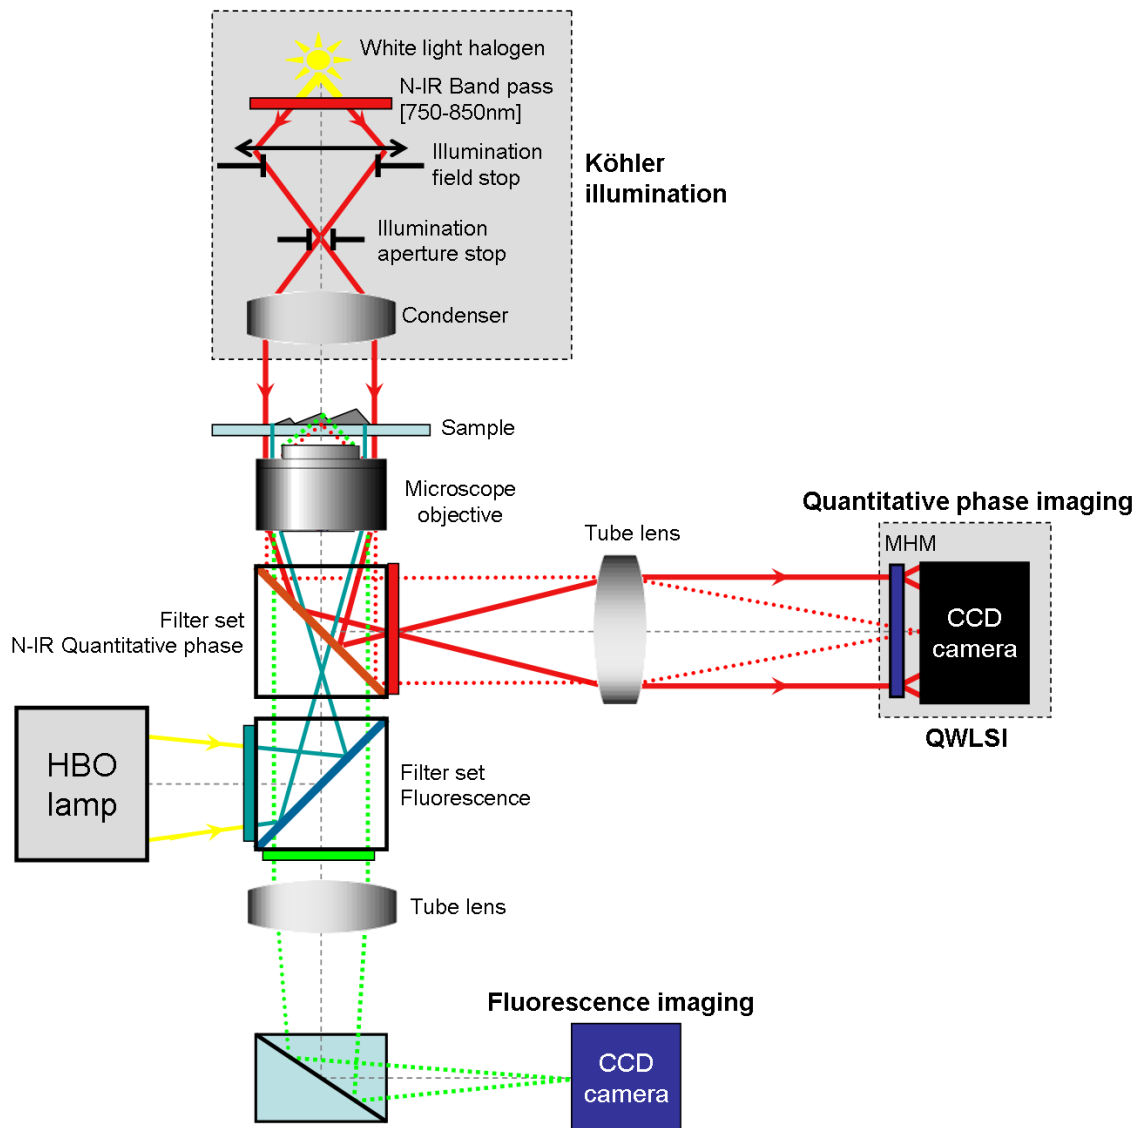 White light halogen
N-IR Band pass
[750-850nm]
Illumination
field stop
Köhler
illumination
Illumination
aperture stop
Condenser
Sample
Microscope
objective
Quantitative phase imaging
Tube lens
MHM
CCD
camera
Filter set
N-IR Quantitative phase
QWLSI
HBO
lamp
Filter set
Fluorescence
Tube lens
Fluorescence imaging
CCD
camera